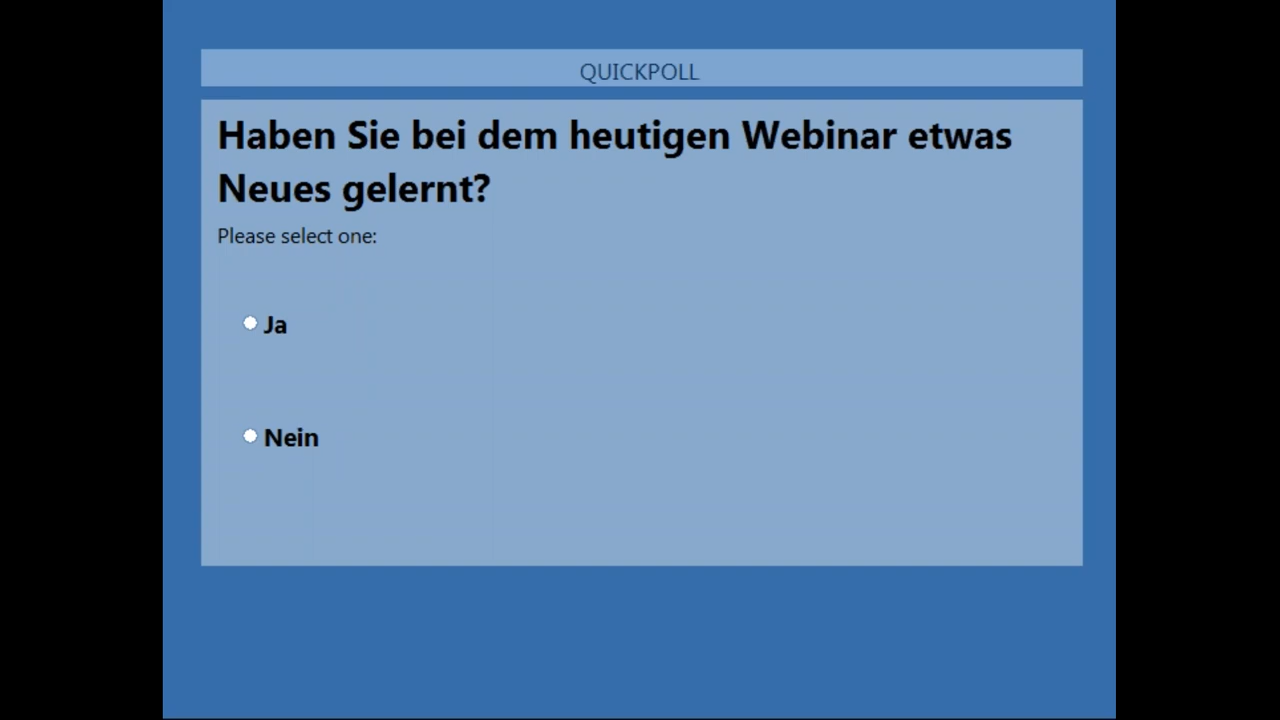 QUICKPOLL
Haben Sie bei dem heutigen Webinar etwas
Neues gelernt?
Please select one:
Ja
Nein